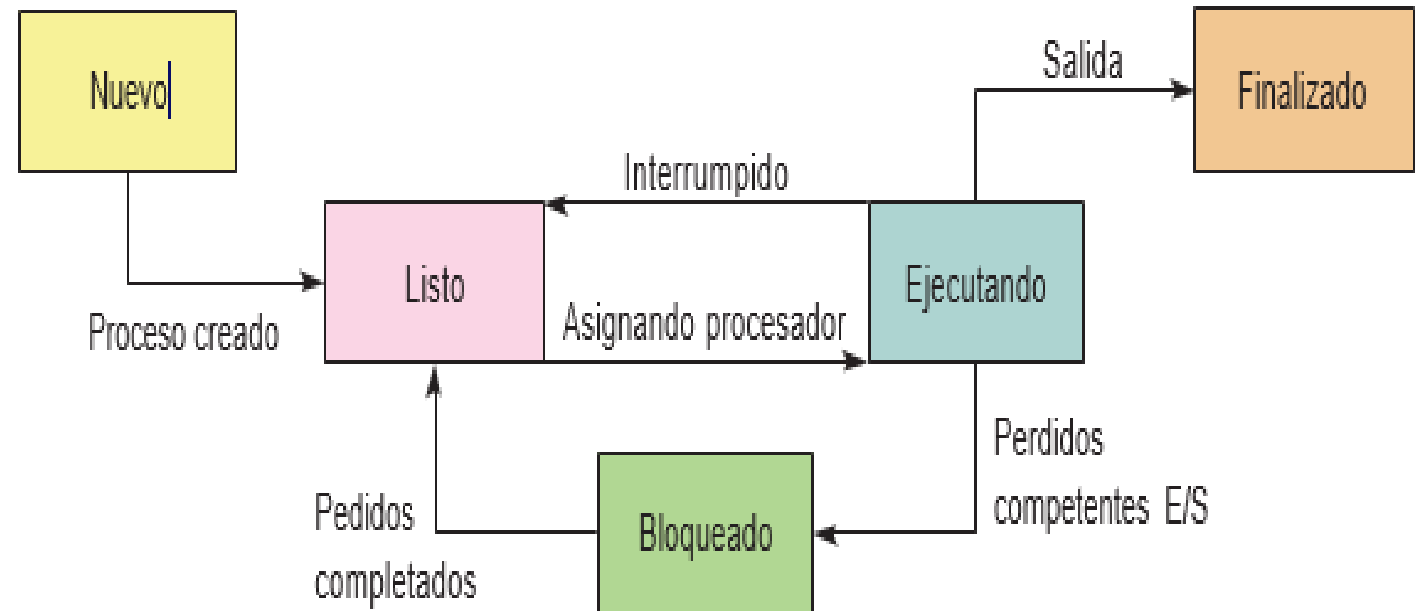 Nuevo
Salida
Finalizado
Interrumpido
Listo
Ejecutando
Proceso creado
Asignando procesador
Perdidos
competentes E/S
Pedidos
completados
Bloqueado